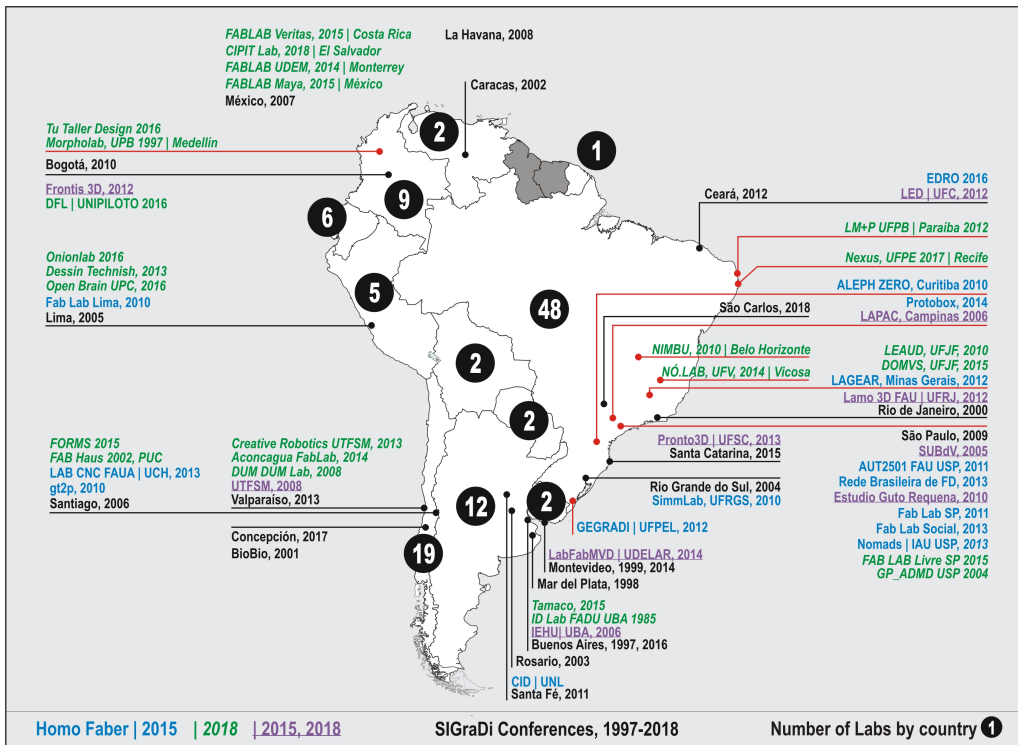 FABLAB Veritas, 2015 | Costa Rica
CIPIT Lab, 2018 | El Salvador
FABLAB UDEM, 2014 | Monterrey
FABLAB Maya, 2015 | México
México, 2007
La Havana, 2008
Caracas, 2002
Tu Taller Design 2016
Morpholab, UPB 1997 | Medellín
Bogotá, 2010
Frontis 3D, 2012
DFL | UNIPILOTO 2016
Onionlab 2016
Dessin Technish, 2013
Open Brain UPC, 2016
Fab Lab Lima, 2010
Lima, 2005
2
1
9
6
5
48
2
2
12
2
19
EDRO 2016
LED | UFC, 2012
Ceará, 2012
LM+P UFPB | Paraíba 2012
Nexus, UFPE 2017 | Recife
ALEPH ZERO, Curitiba 2010
Protobox, 2014
São Carlos, 2018
LAPAC, Campinas 2006
NIMBU, 2010 | Belo Horizonte
LEAUD, UFJF, 2010
DOMVS, UFJF, 2015
NÓ.LAB, UFV, 2014 | Vicosa
LAGEAR, Minas Gerais, 2012
Lamo 3D FAU | UFRJ, 2012
Rio de Janeiro, 2000
São Paulo, 2009
SUBdV, 2005
AUT2501 FAU USP, 2011
Rede Brasileira de FD, 2013
Estudio Guto Requena, 2010
Fab Lab SP, 2011
Fab Lab Social, 2013
Nomads | IAU USP, 2013
FAB LAB Livre SP 2015
GP_ADMD USP 2004
Pronto3D | UFSC, 2013
Santa Catarina, 2015
Rio Grande do Sul, 2004
SimmLab, UFRGS, 2010
GEGRADI | UFPEL, 2012
LabFabMVD | UDELAR, 2014
Montevideo, 1999, 2014
Mar del Plata, 1998
Tamaco, 2015
ID Lab FADU UBA 1985
IEHU| UBA, 2006
Buenos Aires, 1997, 2016
Rosario, 2003
CID | UNL
Santa Fé, 2011
FORMS 2015
FAB Haus 2002, PUC
LAB CNC FAUA | UCH, 2013
gt2p, 2010
Santiago, 2006
Creative Robotics UTFSM, 2013
Aconcagua FabLab, 2014
DUM DUM Lab, 2008
UTFSM, 2008
Valparaíso, 2013
Concepción, 2017
BioBio, 2001
Homo Faber | 2015 | 2018 | 2015, 2018
SIGraDi Conferences, 1997-2018
Number of Labs by country 1